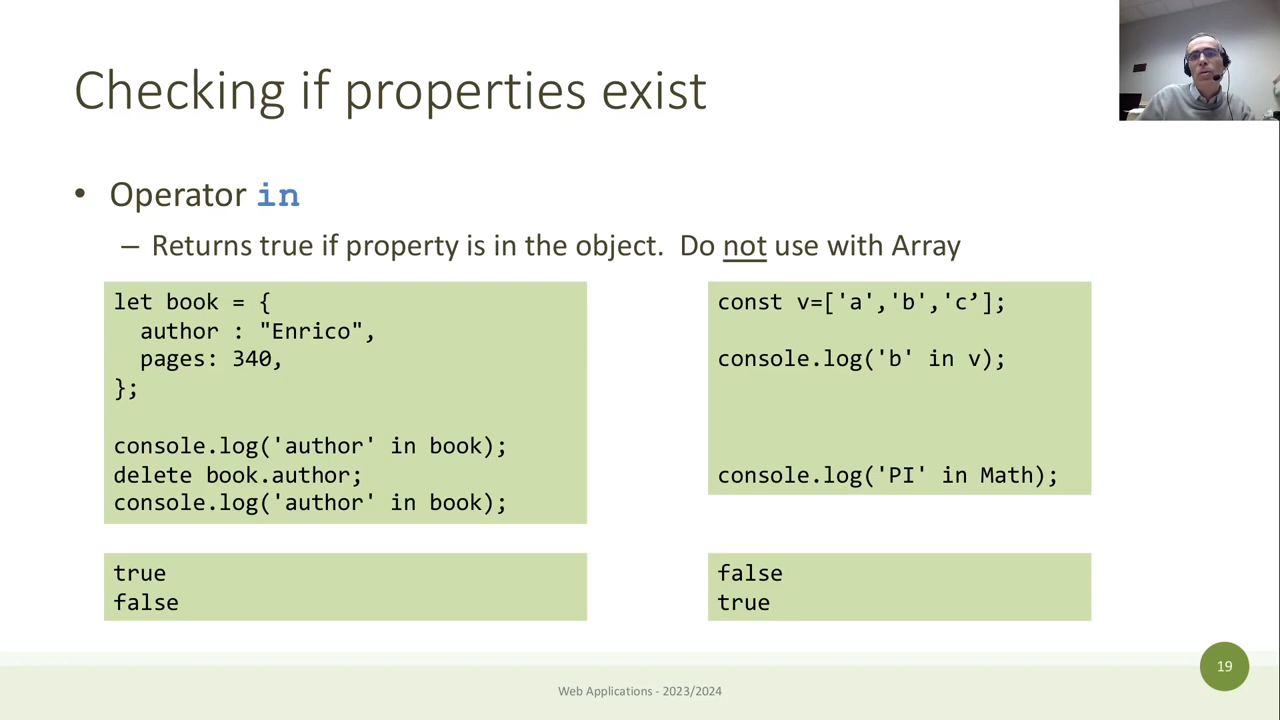 Checking if properties exist
• Operator in
– Returns true if property is in the object. Do not use with Array
let book = {
author : "Enrico",
pages: 340,
};
console.log('author' in book);
delete book.author;
console.log('author' in book);
const v=['a','b','c’];
console.log('b' in v);
console.log('PI' in Math);
true
false
false
true
19
Web Applications - 2023/2024